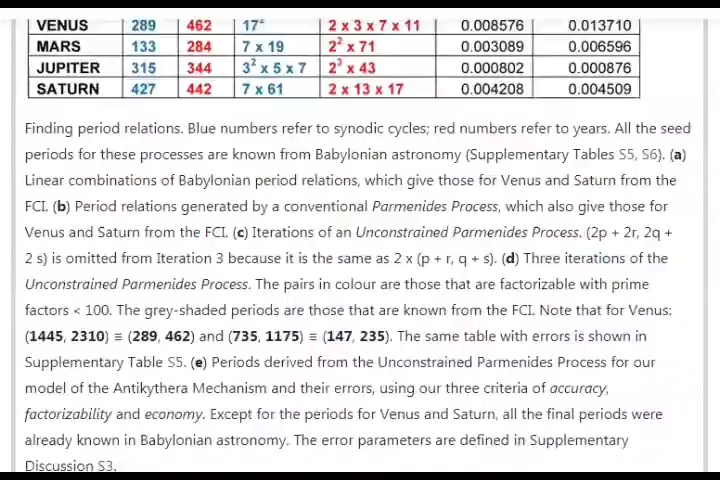 VENUS 289 462 17² 2 x 3 x 7 x 11 0.008576 0.013710
MARS 133 284 7 x 19 2² x 71 0.003089 0.006596
JUPITER 315 344 3² x 5 x 7 2³ x 43 0.000802 0.000876
SATURN 427 442 7 x 61 2 x 13 x 17 0.004208 0.004509
Finding period relations. Blue numbers refer to synodic cycles; red numbers refer to years. All the seed
periods for these processes are known from Babylonian astronomy (Supplementary Tables S5, S6). (a)
Linear combinations of Babylonian period relations, which give those for Venus and Saturn from the
FCI. (b) Period relations generated by a conventional Parmenides Process, which also give those for
Venus and Saturn from the FCI. (c) Iterations of an Unconstrained Parmenides Process. (2p + 2r, 2q +
2 s) is omitted from Iteration 3 because it is the same as 2 x (p + r, q + s). (d) Three iterations of the
Unconstrained Parmenides Process. The pairs in colour are those that are factorizable with prime
factors < 100. The grey-shaded periods are those that are known from the FCI. Note that for Venus:
(1445, 2310) ≡ (289, 462) and (735, 1175) ≡ (147, 235). The same table with errors is shown in
Supplementary Table S5. (e) Periods derived from the Unconstrained Parmenides Process for our
model of the Antikythera Mechanism and their errors, using our three criteria of accuracy,
factorizability and economy. Except for the periods for Venus and Saturn, all the final periods were
already known in Babylonian astronomy. The error parameters are defined in Supplementary
Discussion S3.